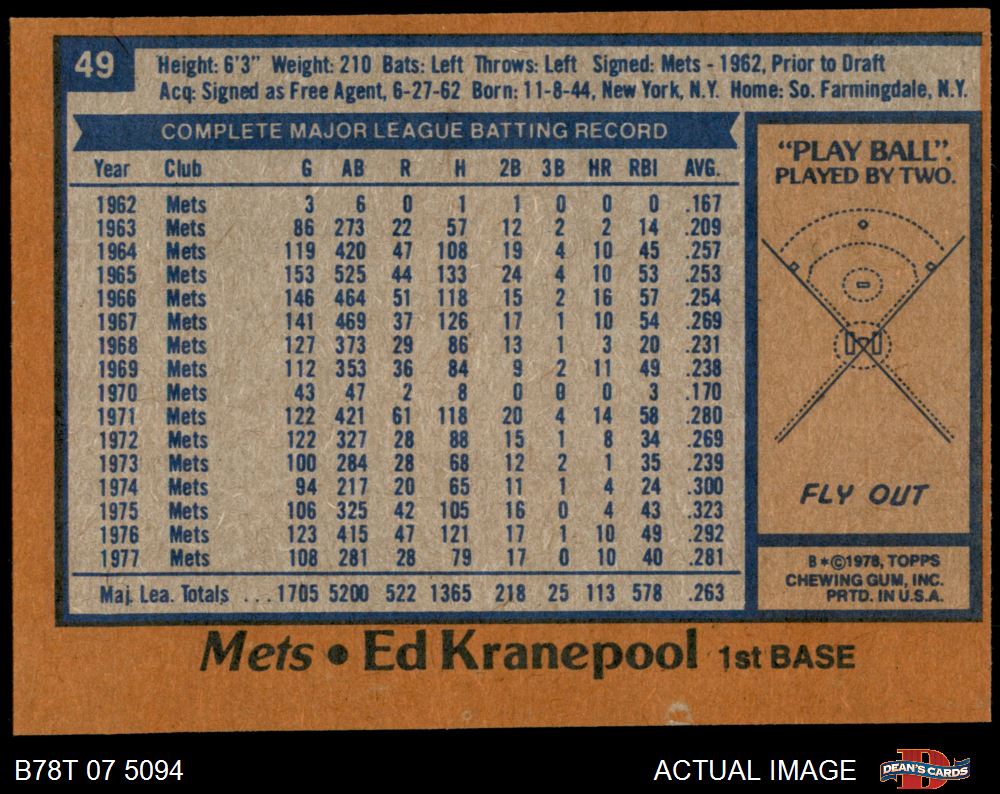 49
Height: 6'3" Weight: 210 Bats: Left Throws: Left Signed: Mets - 1962, Prior to Draft
Acq: Signed as Free Agent, 6-27-62 Born: 11-8-44, New York, N.Y. Home: So. Farmingdale, N.Y.
COMPLETE MAJOR LEAGUE BATTING RECORD
Year Club G AB R H 2B 3B HR RBI AVG.
1962 Mets 3 6 0 1 1 0 0 0 .167
1963 Mets 86 273 22 57 12 2 2 14 .209
1964 Mets 119 420 47 108 19 4 10 45 .257
1965 Mets 153 525 44 133 24 4 10 53 .253
1966 Mets 146 464 51 118 15 2 16 57 .254
1967 Mets 141 469 37 126 17 1 10 54 .269
1968 Mets 127 373 29 86 13 1 3 20 .231
1969 Mets 112 353 36 84 9 2 11 49 .238
1970 Mets 43 47 2 8 0 0 0 3 .170
1971 Mets 122 421 61 118 20 4 14 58 .280
1972 Mets 122 327 28 88 15 1 8 34 .269
1973 Mets 100 284 28 68 12 2 1 35 .239
1974 Mets 94 217 20 65 11 1 4 24 .300
1975 Mets 106 325 42 105 16 0 4 43 .323
1976 Mets 123 415 47 121 17 1 10 49 .292
1977 Mets 108 281 28 79 17 0 10 40 .281
Maj. Lea. Totals ...1705 5200 522 1365 218 25 113 578 .263
"PLAY BALL".
PLAYED BY TWO.
FLY OUT
B*©1978, TOPPS
CHEWING GUM, INC.
PRTD. IN U.S.A.
Mets • Ed Kranepool 1st BASE
B78T 07 5094
ACTUAL IMAGE
DEAN'S CARDS